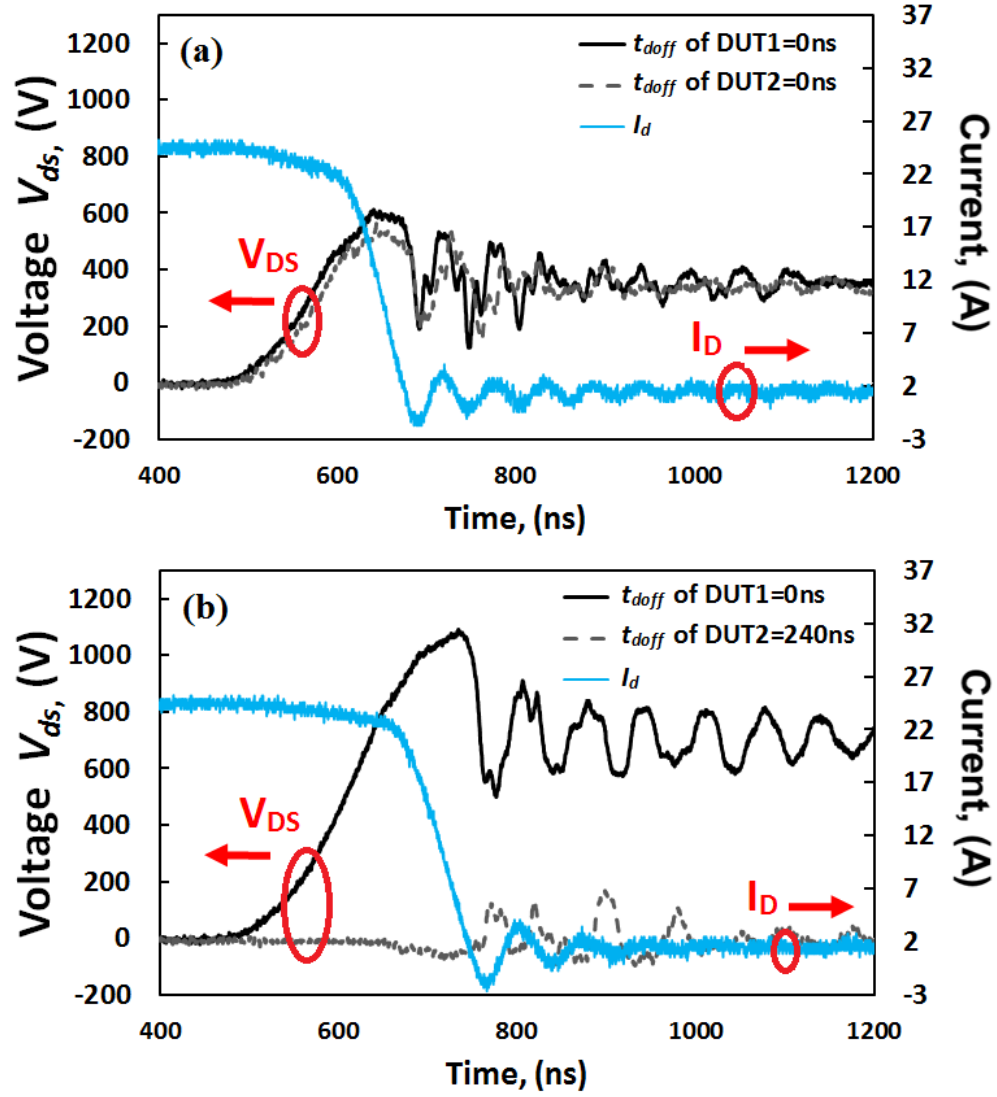 (a)
t_doff of DUT1=0ns
t_doff of DUT2=0ns
I_d
Voltage V_ds, (V)
1200
1000
800
600
400
200
0
-200
V_DS
I_D
37
32
27
22
17
12
7
2
-3
Current, (A)
400 600 800 1000 1200
Time, (ns)
(b)
t_doff of DUT1=0ns
t_doff of DUT2=240ns
I_d
Voltage V_ds, (V)
1200
1000
800
600
400
200
0
-200
V_DS
I_D
37
32
27
22
17
12
7
2
-3
Current, (A)
400 600 800 1000 1200
Time, (ns)